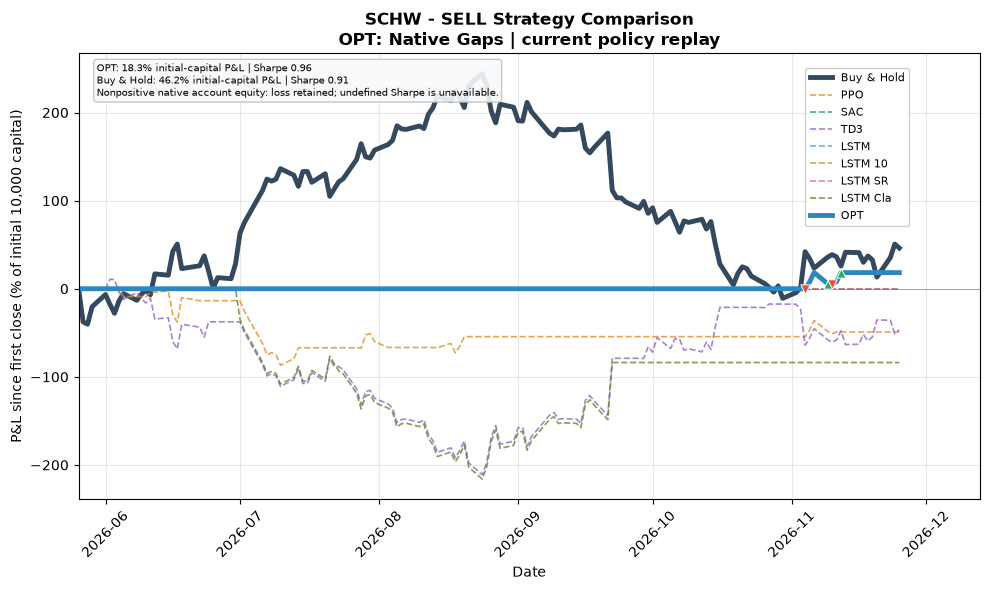 SCHW - SELL Strategy Comparison
OPT: Native Gaps | current policy replay
OPT: 18.3% initial-capital P&L | Sharpe 0.96
Buy & Hold: 46.2% initial-capital P&L | Sharpe 0.91
Nonpositive native account equity: loss retained; undefined Sharpe is unavailable.
Buy & Hold
PPO
SAC
TD3
LSTM
LSTM 10
LSTM SR
LSTM Cla
OPT
P&L since first close (% of initial 10,000 capital)
200
100
0
−100
−200
2026-06
2026-07
2026-08
2026-09
2026-10
2026-11
2026-12
Date